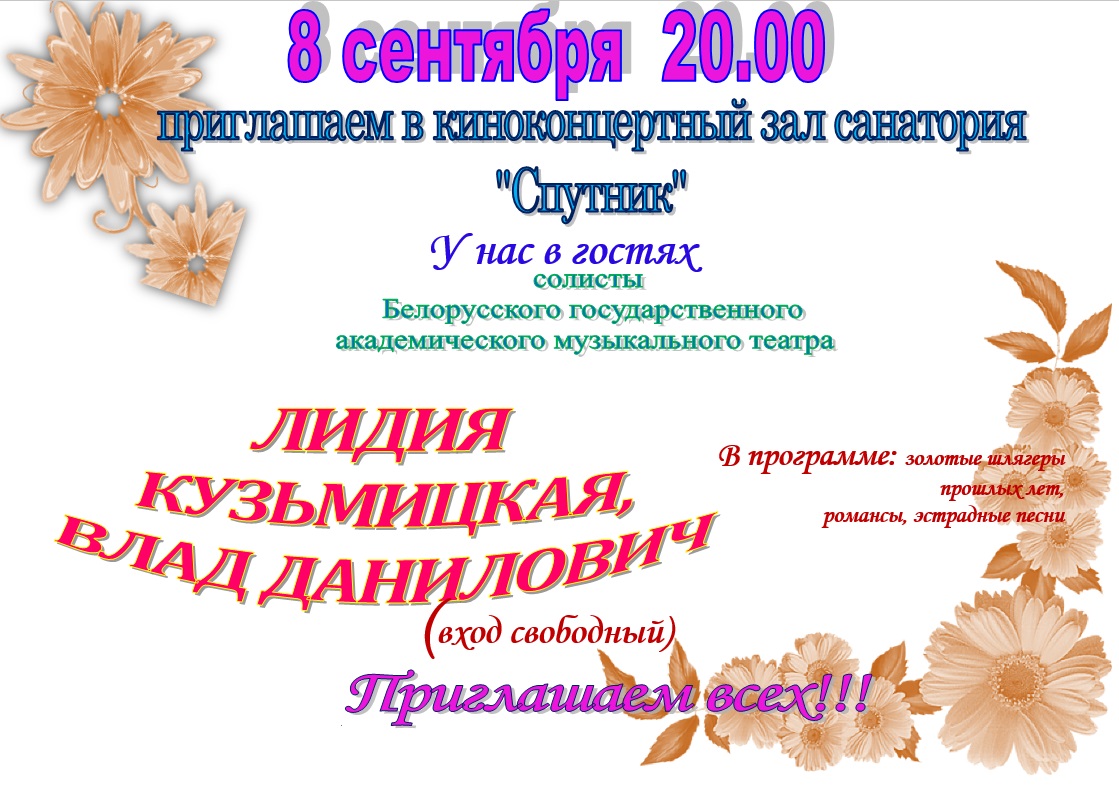 8 сентября 20.00
приглашаем в киноконцертный зал санатория
"Спутник"
У нас в гостях
солисты
Белорусского государственного
академического музыкального театра
ЛИДИЯ
КУЗЬМИЦКАЯ,
ВЛАД ДАНИЛОВИЧ
В программе: золотые шлягеры
прошлых лет,
романсы, эстрадные песни
(вход свободный)
Приглашаем всех!!!